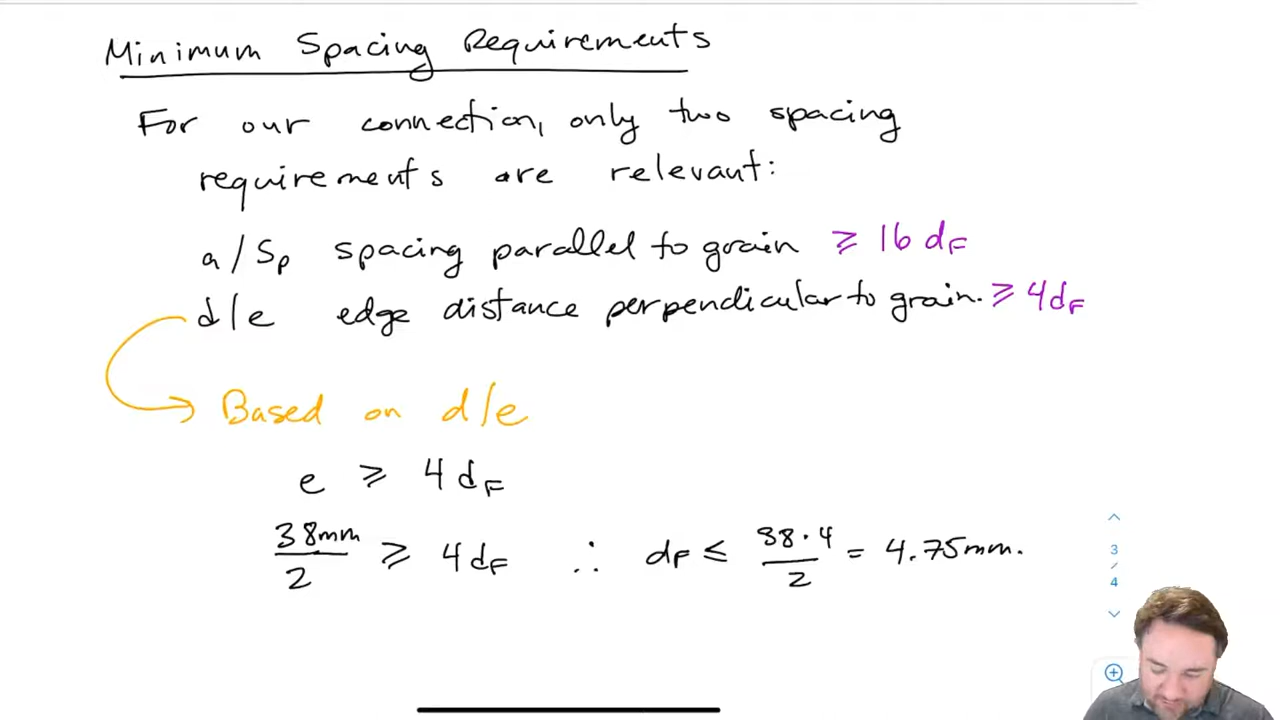 Minimum Spacing Requirements
For our connection, only two spacing
requirements are relevant:
a/Sp spacing parallel to grain ≥ 16 dF
d/e edge distance perpendicular to grain. ≥ 4dF
Based on d/e
e ≥ 4 dF
38mm/2 ≥ 4 dF ∴ dF ≤ 38·4/2 = 4.75mm.
3
/
4